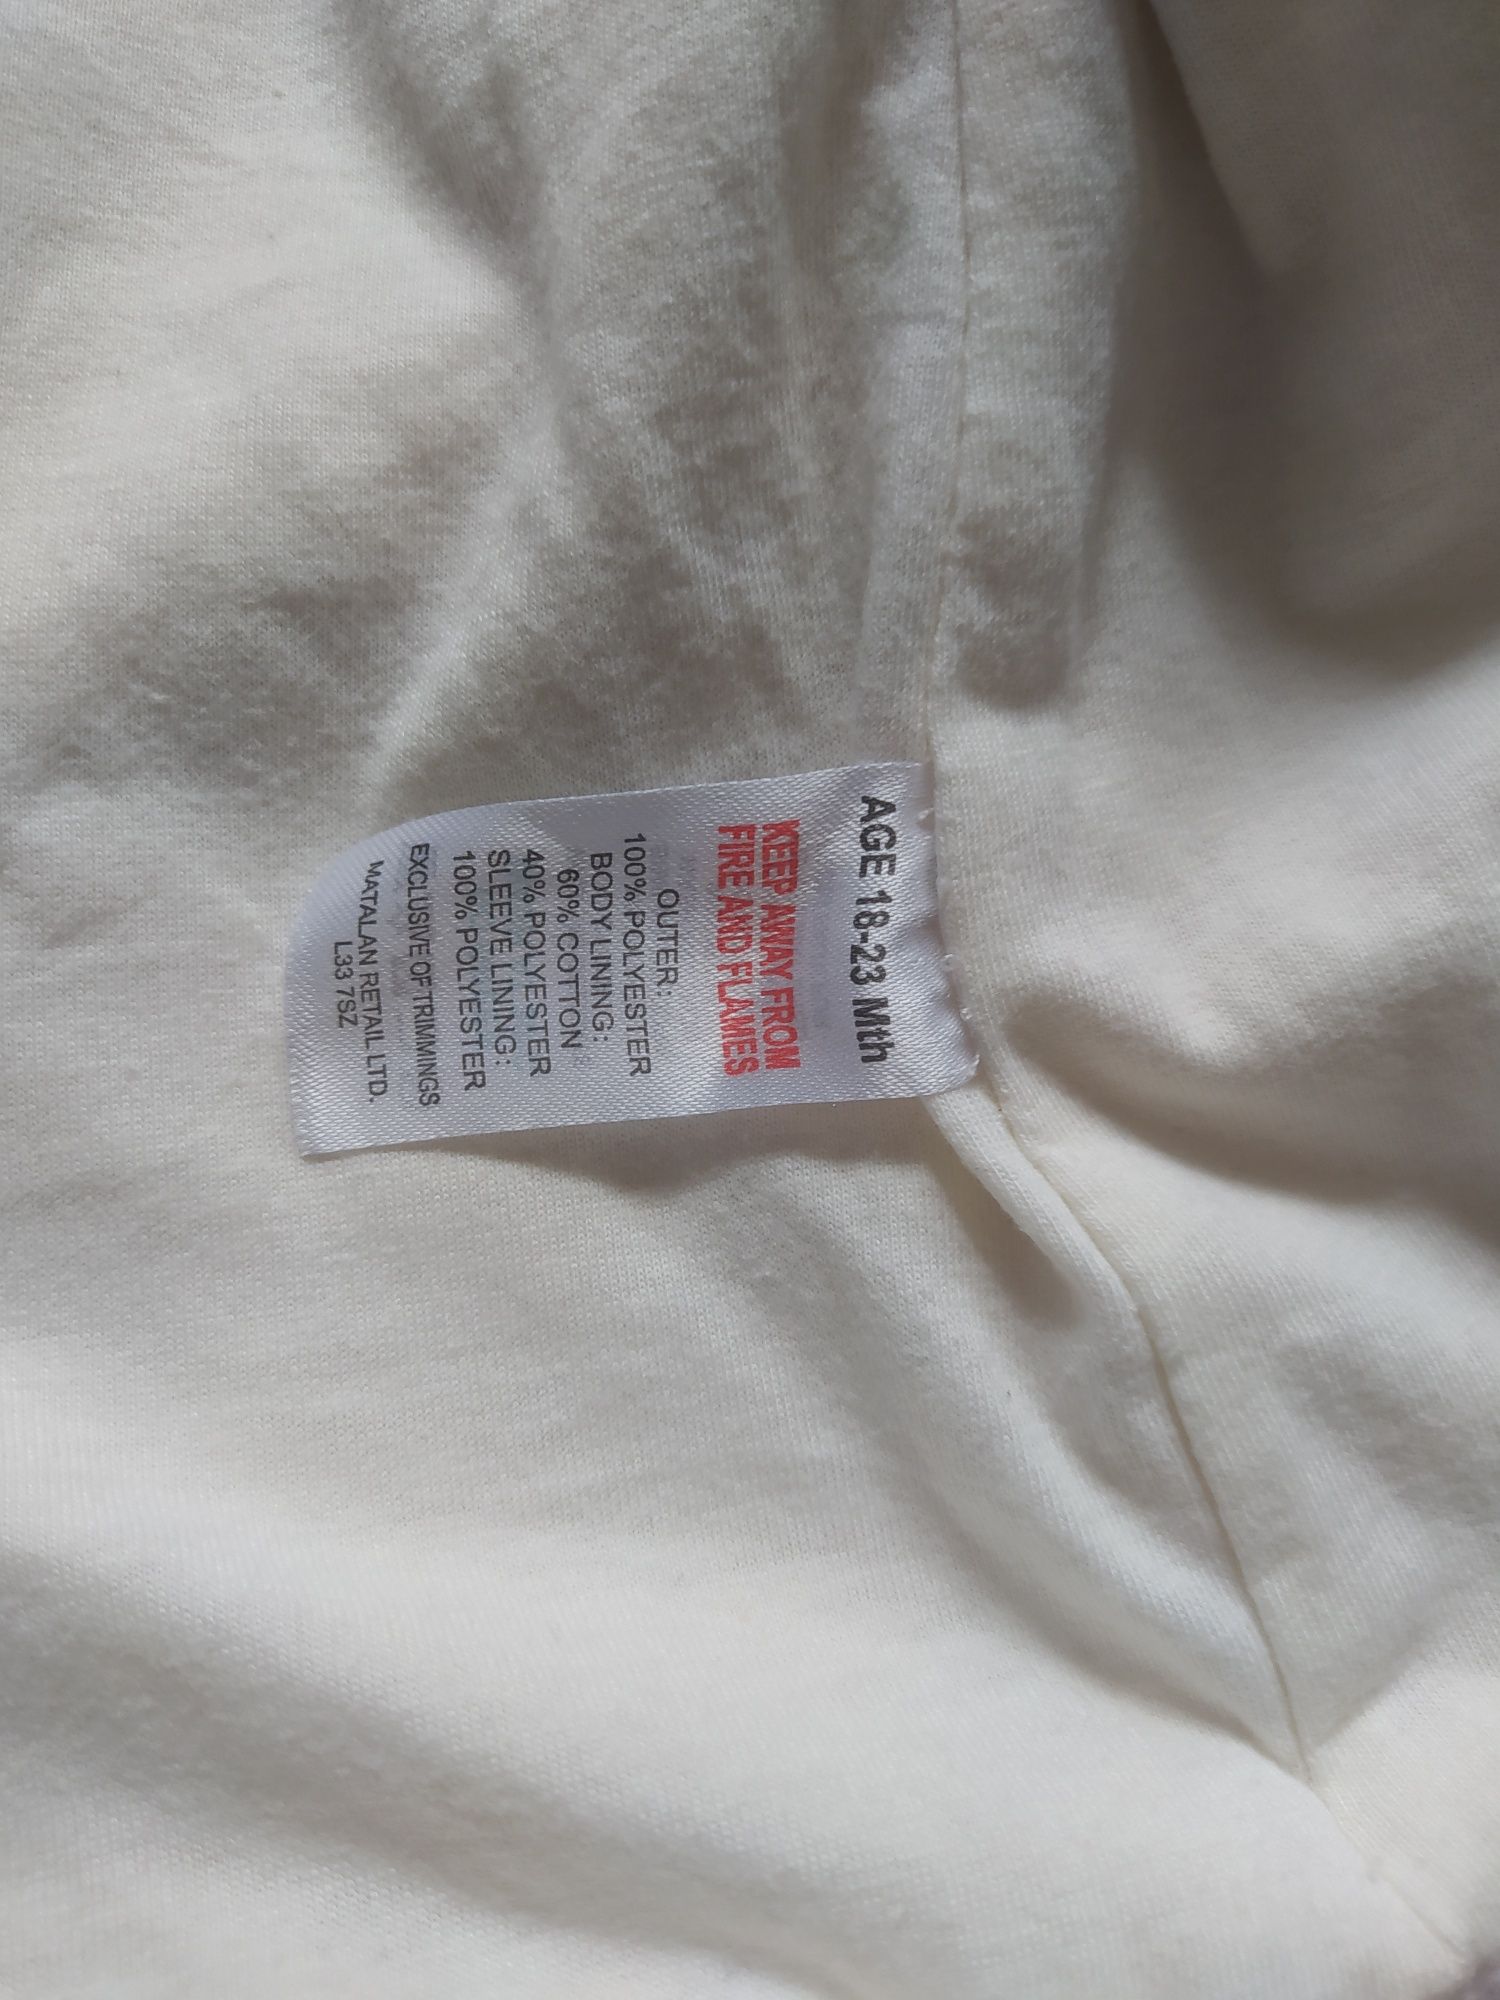 AGE 18-23 Mth
KEEP AWAY FROM
FIRE AND FLAMES
OUTER:
100% POLYESTER
BODY LINING:
60% COTTON
40% POLYESTER
SLEEVE LINING:
100% POLYESTER
EXCLUSIVE OF TRIMMINGS
MATALAN RETAIL LTD.
L33 7SZ